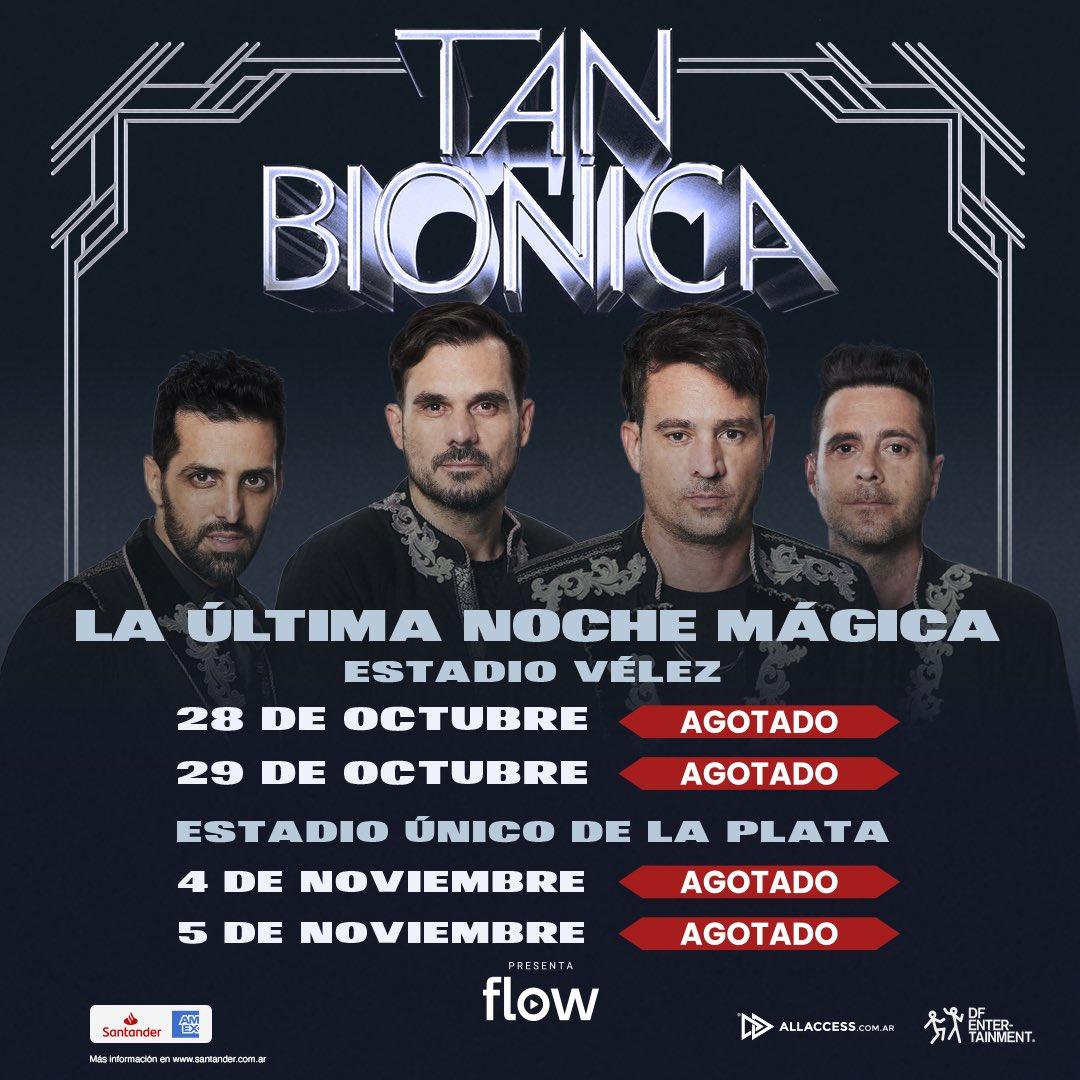 TAN
BIONICA
LA ÚLTIMA NOCHE MÁGICA
ESTADIO VÉLEZ
28 DE OCTUBRE AGOTADO
29 DE OCTUBRE AGOTADO
ESTADIO ÚNICO DE LA PLATA
4 DE NOVIEMBRE AGOTADO
5 DE NOVIEMBRE AGOTADO
PRESENTA
flow
Santander
AM
EX
Más información en www.santander.com.ar
ALLACCESS.COM.AR
DF
ENTER-
TAINMENT.